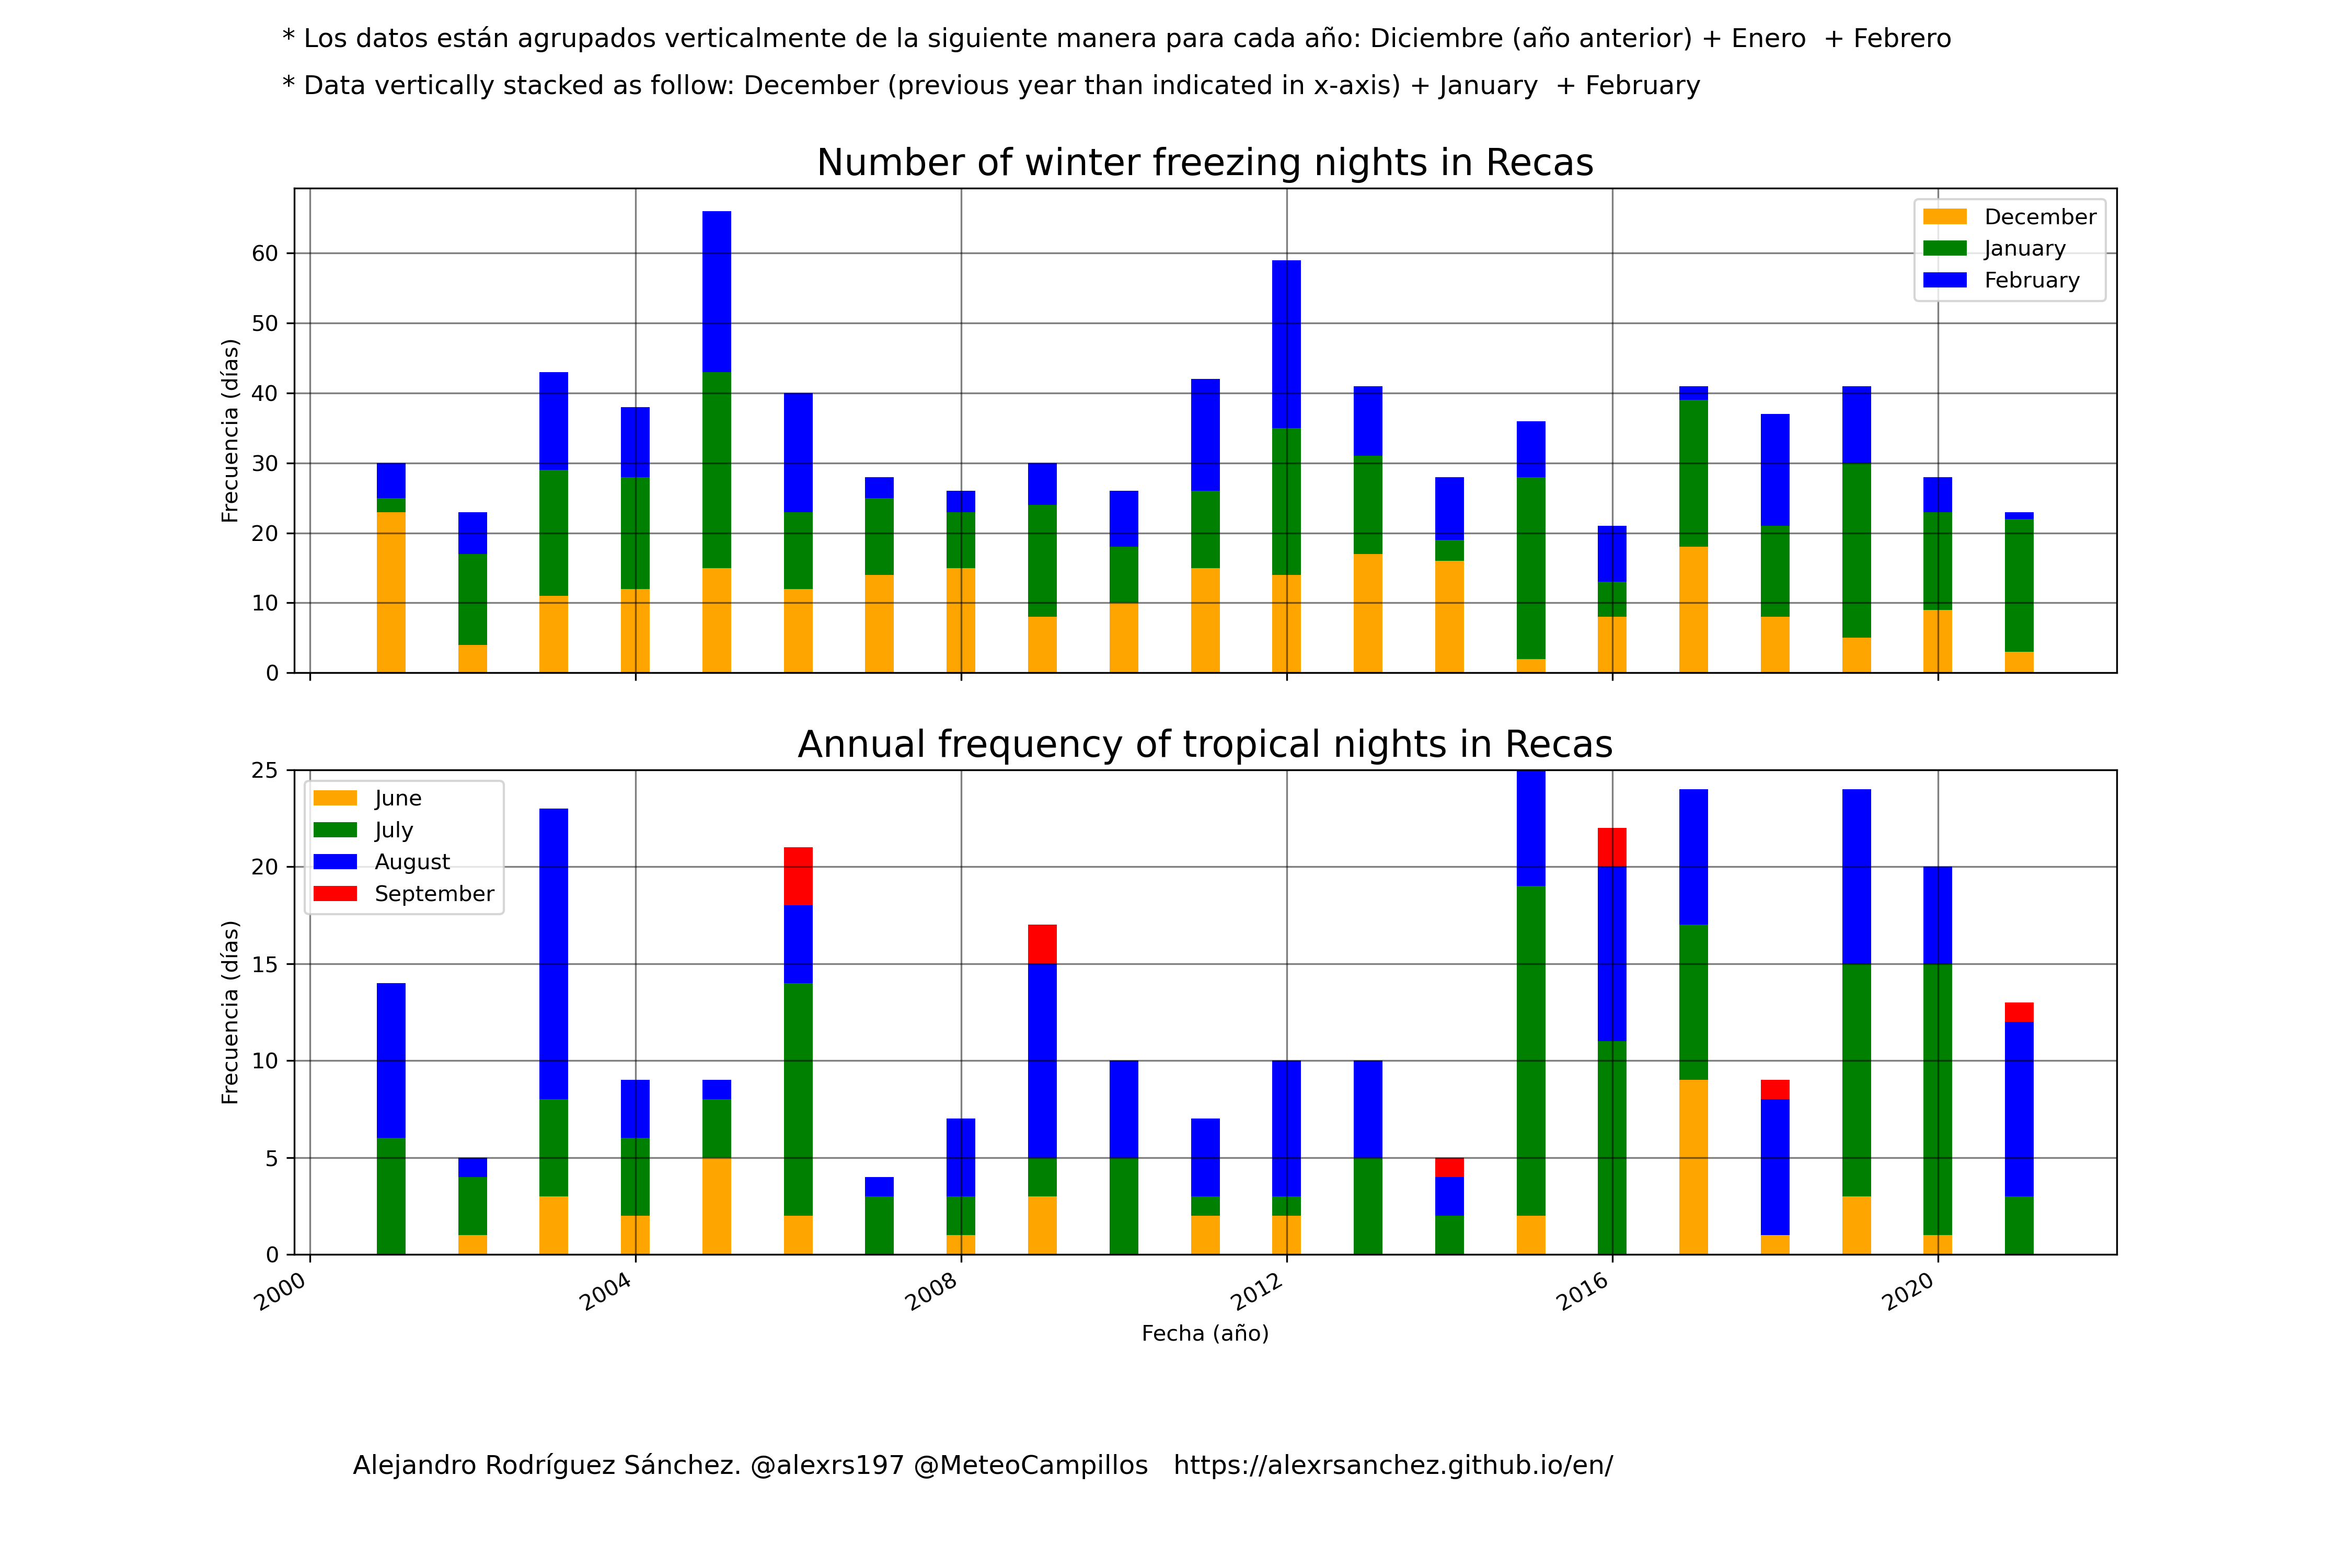 * Los datos están agrupados verticalmente de la siguiente manera para cada año: Diciembre (año anterior) + Enero  + Febrero
* Data vertically stacked as follow: December (previous year than indicated in x-axis) + January  + February
Number of winter freezing nights in Recas
Frecuencia (días)
60
50
40
30
20
10
0
December
January
February
Annual frequency of tropical nights in Recas
Frecuencia (días)
25
20
15
10
5
0
June
July
August
September
2000
2004
2008
2012
2016
2020
Fecha (año)
Alejandro Rodríguez Sánchez. @alexrs197 @MeteoCampillos   https://alexrsanchez.github.io/en/